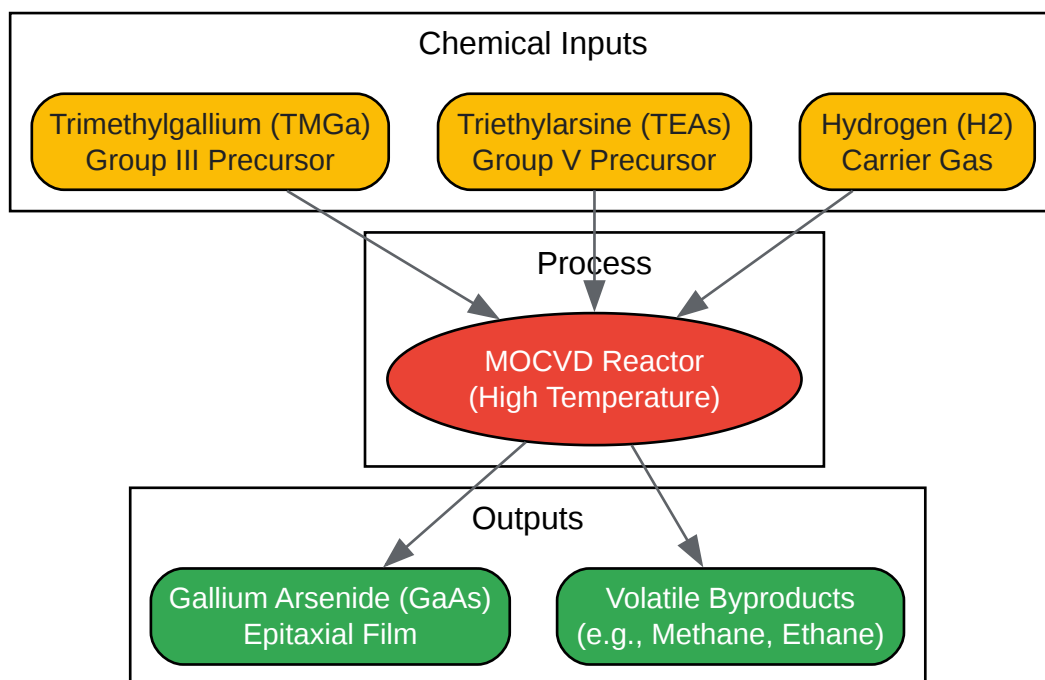 Chemical Inputs
Trimethylgallium (TMGa)
Group III Precursor
Triethylarsine (TEAs)
Group V Precursor
Hydrogen (H2)
Carrier Gas
Process
MOCVD Reactor
(High Temperature)
Outputs
Gallium Arsenide (GaAs)
Epitaxial Film
Volatile Byproducts
(e.g., Methane, Ethane)